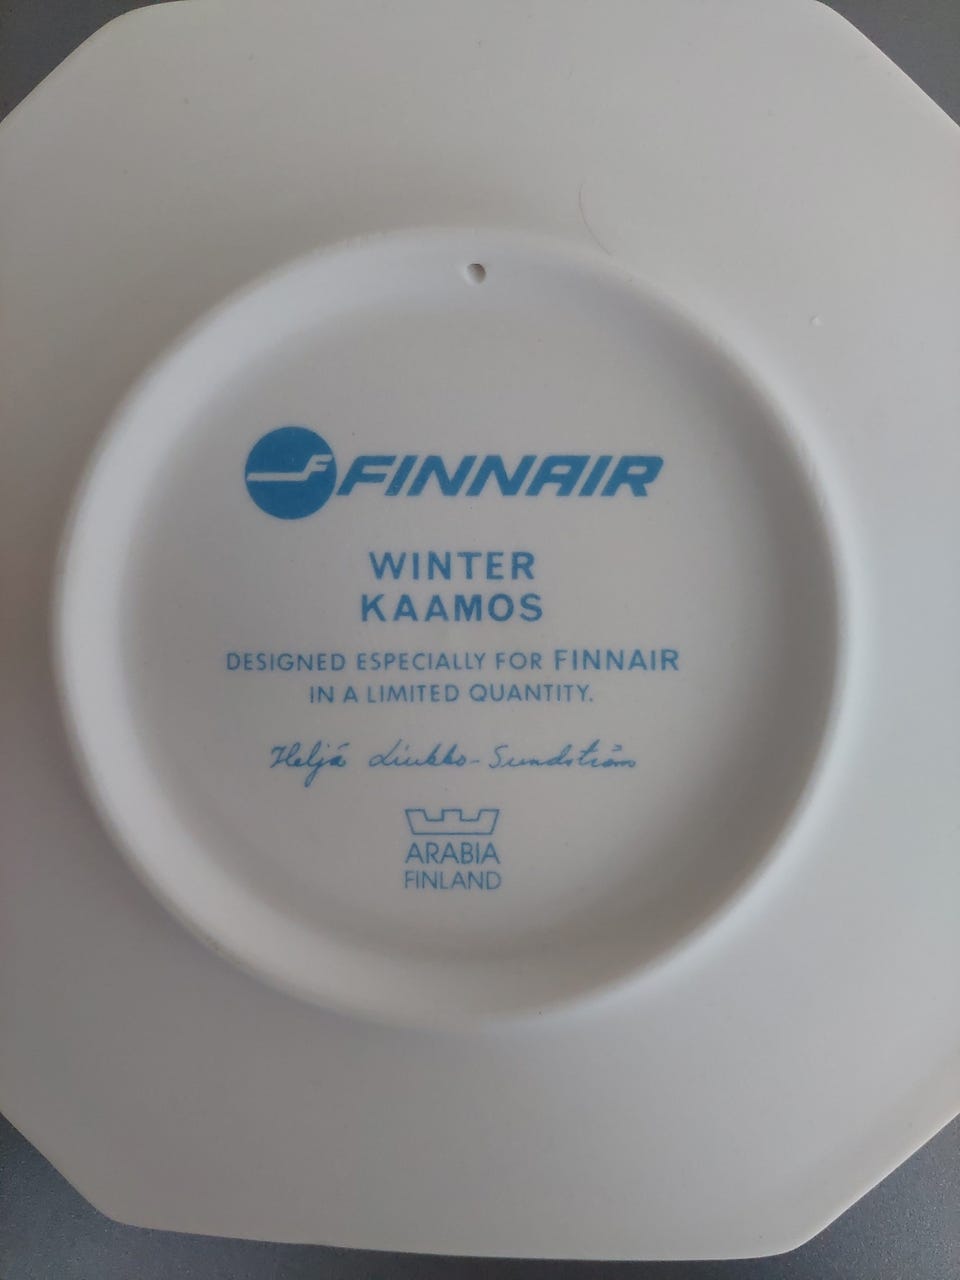 F FINNAIR
WINTER
KAAMOS
DESIGNED ESPECIALLY FOR FINNAIR
IN A LIMITED QUANTITY.
Heljä Liukko-Sundström
ARABIA
FINLAND